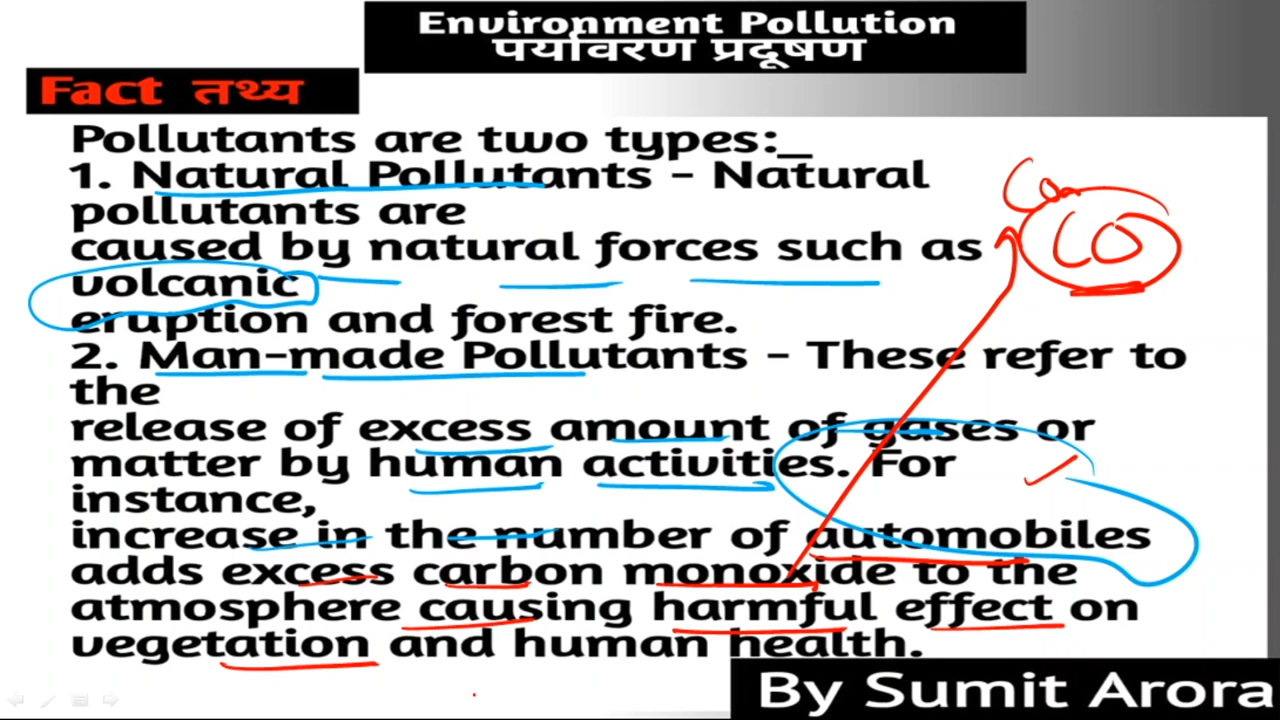 Environment Pollution
पर्यावरण प्रदूषण
Fact तथ्य
Pollutants are two types:_
1. Natural Pollutants - Natural
pollutants are
caused by natural forces such as
volcanic
eruption and forest fire.
2. Man-made Pollutants - These refer to
the
release of excess amount of gases or
matter by human activities. For
instance,
increase in the number of automobiles
adds excess carbon monoxide to the
atmosphere causing harmful effect on
vegetation and human health.
CO
By Sumit Arora